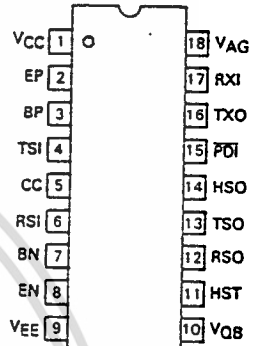 VCC 1 18 VAG
EP 2 17 RXI
BP 3 16 TXO
TSI 4 15 PDI
CC 5 14 HSO
RSI 6 13 TSO
BN 7 12 RSO
EN 8 11 HST
VEE 9 10 VQB